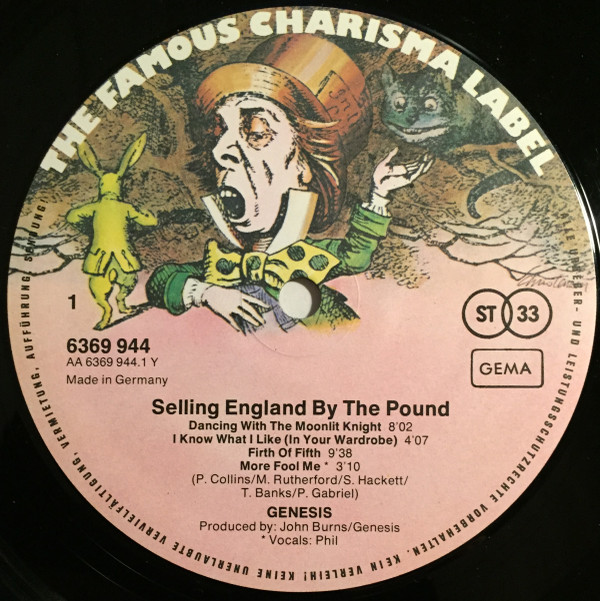 THE FAMOUS CHARISMA LABEL
1
6369 944
AA 6369 944.1 Y
Made in Germany
ST 33
GEMA
Selling England By The Pound
Dancing With The Moonlit Knight 8'02
I Know What I Like (In Your Wardrobe) 4'07
Firth Of Fifth 9'38
More Fool Me * 3'10
(P. Collins/M. Rutherford/S. Hackett/
T. Banks/P. Gabriel)
GENESIS
Produced by: John Burns/Genesis
* Vocals: Phil
UND LEISTUNGSSCHUTZRECHTE VORBEHALTEN. KEIN VERLEIH! KEINE UNERLAUBTE VERVIELFÄLTIGUNG, VERMIETUNG, AUFFÜHRUNG, SENDUNG!